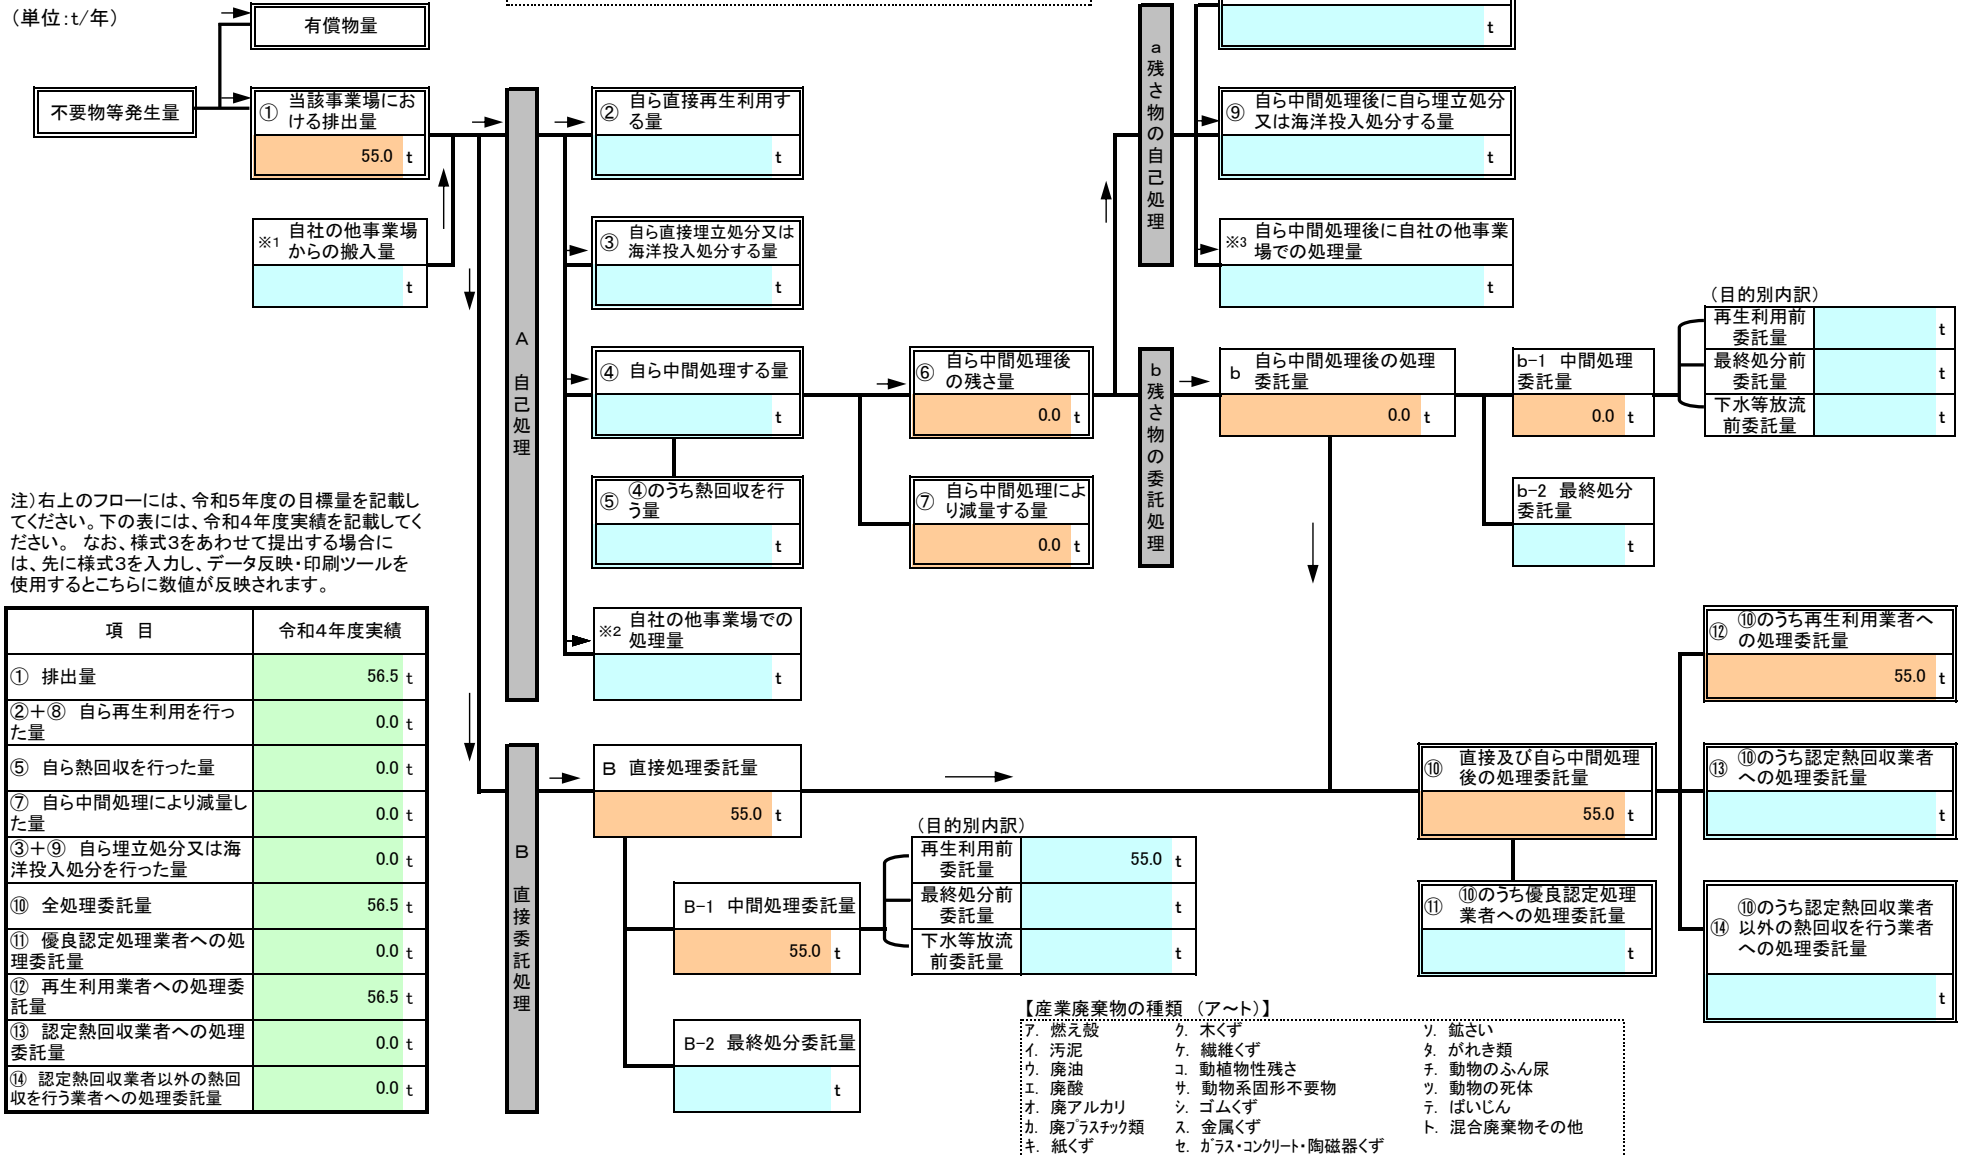 (単位:t/年)
有償物量
不要物等発生量
① 当該事業場にお
ける排出量
55.0 t
※1 自社の他事業場
からの搬入量
t
A 自己処理
② 自ら直接再生利用す
る量
t
③ 自ら直接埋立処分又は
海洋投入処分する量
t
④ 自ら中間処理する量
t
⑤ ④のうち熱回収を行
う量
t
※2 自社の他事業場での
処理量
t
⑥ 自ら中間処理後
の残さ量
0.0 t
⑦ 自ら中間処理によ
り減量する量
0.0 t
a 残さ物の自己処理
t
⑨ 自ら中間処理後に自ら埋立処分
又は海洋投入処分する量
t
※3 自ら中間処理後に自社の他事業
場での処理量
t
b 残さ物の委託処理
b 自ら中間処理後の処理
委託量
0.0 t
b-1 中間処理
委託量
0.0 t
(目的別内訳)
再生利用前
委託量
t
最終処分前
委託量
t
下水等放流
前委託量
t
b-2 最終処分
委託量
t
注)右上のフローには、令和5年度の目標量を記載し
てください。下の表には、令和4年度実績を記載してく
ださい。 なお、様式3をあわせて提出する場合に
は、先に様式3を入力し、データ反映・印刷ツールを
使用するとこちらに数値が反映されます。
項 目 令和4年度実績
① 排出量 56.5 t
②+⑧ 自ら再生利用を行っ
た量 0.0 t
⑤ 自ら熱回収を行った量 0.0 t
⑦ 自ら中間処理により減量し
た量 0.0 t
③+⑨ 自ら埋立処分又は海
洋投入処分を行った量 0.0 t
⑩ 全処理委託量 56.5 t
⑪ 優良認定処理業者への処
理委託量 0.0 t
⑫ 再生利用業者への処理委
託量 56.5 t
⑬ 認定熱回収業者への処理
委託量 0.0 t
⑭ 認定熱回収業者以外の熱回
収を行う業者への処理委託量 0.0 t
B 直接委託処理
B 直接処理委託量
55.0 t
B-1 中間処理委託量
55.0 t
B-2 最終処分委託量
t
(目的別内訳)
再生利用前
委託量
55.0 t
最終処分前
委託量
t
下水等放流
前委託量
t
⑩ 直接及び自ら中間処理
後の処理委託量
55.0 t
⑪ ⑩のうち優良認定処理
業者への処理委託量
t
⑫ ⑩のうち再生利用業者へ
の処理委託量
55.0 t
⑬ ⑩のうち認定熱回収業者
への処理委託量
t
⑭ ⑩のうち認定熱回収業者
以外の熱回収を行う業者
への処理委託量
t
【産業廃棄物の種類 (ア~ト)】
ア. 燃え殻 ク. 木くず ソ. 鉱さい
イ. 汚泥 ケ. 繊維くず タ. がれき類
ウ. 廃油 コ. 動植物性残さ チ. 動物のふん尿
エ. 廃酸 サ. 動物系固形不要物 ツ. 動物の死体
オ. 廃アルカリ シ. ゴムくず テ. ばいじん
カ. 廃プラスチック類 ス. 金属くず ト. 混合廃棄物その他
キ. 紙くず セ. ガラス・コンクリート・陶磁器くず